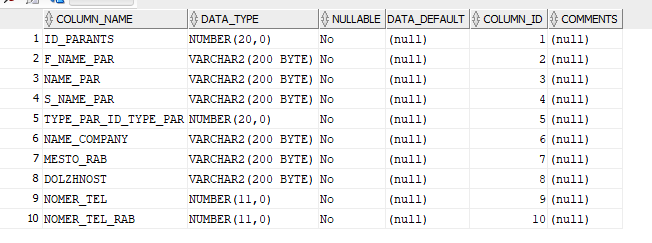 COLUMN_NAME DATA_TYPE NULLABLE DATA_DEFAULT COLUMN_ID COMMENTS
1 ID_PARANTS NUMBER(20,0) No (null) 1 (null)
2 F_NAME_PAR VARCHAR2(200 BYTE) No (null) 2 (null)
3 NAME_PAR VARCHAR2(200 BYTE) No (null) 3 (null)
4 S_NAME_PAR VARCHAR2(200 BYTE) No (null) 4 (null)
5 TYPE_PAR_ID_TYPE_PAR NUMBER(20,0) No (null) 5 (null)
6 NAME_COMPANY VARCHAR2(200 BYTE) No (null) 6 (null)
7 MESTO_RAB VARCHAR2(200 BYTE) No (null) 7 (null)
8 DOLZHNOST VARCHAR2(200 BYTE) No (null) 8 (null)
9 NOMER_TEL NUMBER(11,0) No (null) 9 (null)
10 NOMER_TEL_RAB NUMBER(11,0) No (null) 10 (null)